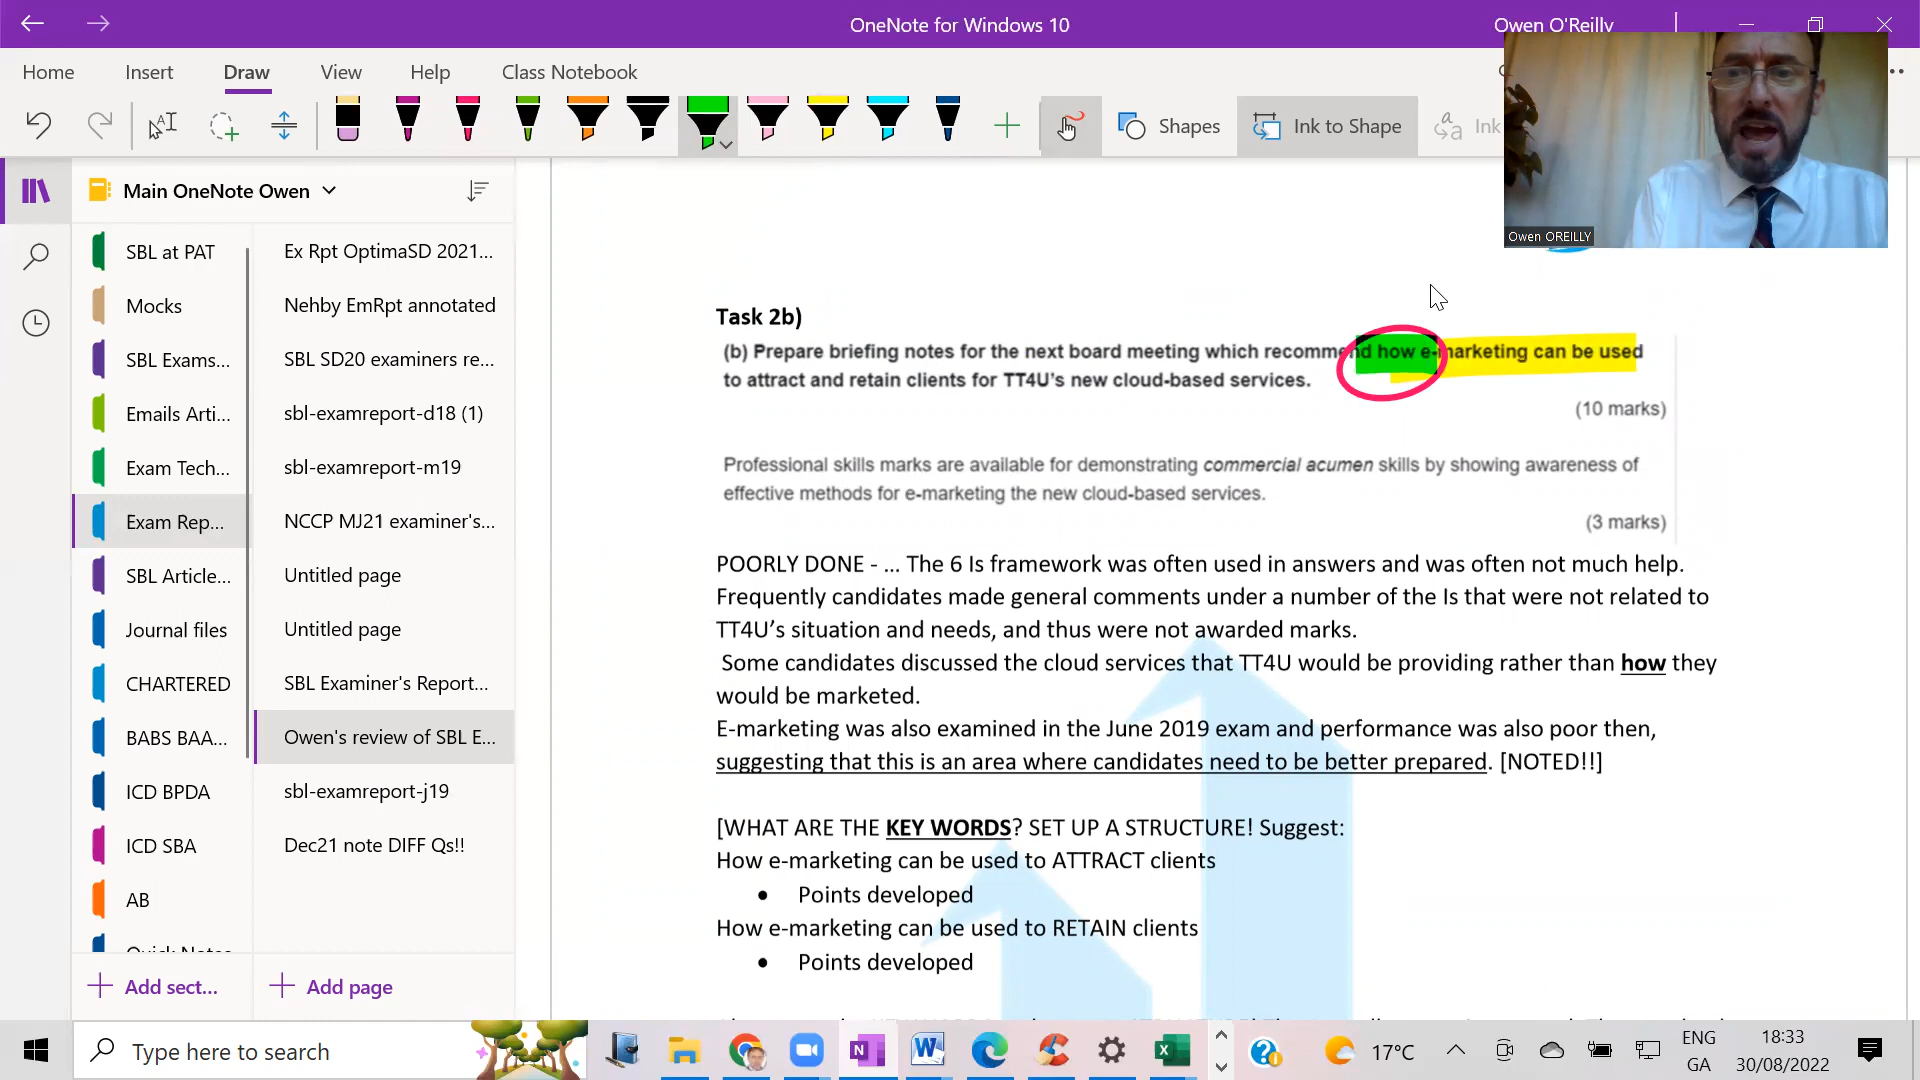 OneNote for Windows 10
Owen O'Reilly
Home
Insert
Draw
View
Help
Class Notebook
Shapes
Ink to Shape
Ink
Owen OREILLY
Main OneNote Owen
SBL at PAT
Mocks
SBL Exams...
Emails Arti...
Exam Tech...
Exam Rep...
SBL Article...
Journal files
CHARTERED
BABS BAA...
ICD BPDA
ICD SBA
AB
Quick Notes
Add sect...
Ex Rpt OptimaSD 2021...
Nehby EmRpt annotated
SBL SD20 examiners re...
sbl-examreport-d18 (1)
sbl-examreport-m19
NCCP MJ21 examiner's...
Untitled page
Untitled page
SBL Examiner's Report...
Owen's review of SBL E...
sbl-examreport-j19
Dec21 note DIFF Qs!!
Add page
Task 2b)
(b) Prepare briefing notes for the next board meeting which recommend how e-marketing can be used
to attract and retain clients for TT4U's new cloud-based services.
(10 marks)
Professional skills marks are available for demonstrating commercial acumen skills by showing awareness of
effective methods for e-marketing the new cloud-based services.
(3 marks)
POORLY DONE - ... The 6 Is framework was often used in answers and was often not much help.
Frequently candidates made general comments under a number of the Is that were not related to
TT4U’s situation and needs, and thus were not awarded marks.
Some candidates discussed the cloud services that TT4U would be providing rather than how they
would be marketed.
E-marketing was also examined in the June 2019 exam and performance was also poor then,
suggesting that this is an area where candidates need to be better prepared. [NOTED!!]
[WHAT ARE THE KEY WORDS? SET UP A STRUCTURE! Suggest:
How e-marketing can be used to ATTRACT clients
• Points developed
How e-marketing can be used to RETAIN clients
• Points developed
Type here to search
17°C
ENG
GA
18:33
30/08/2022